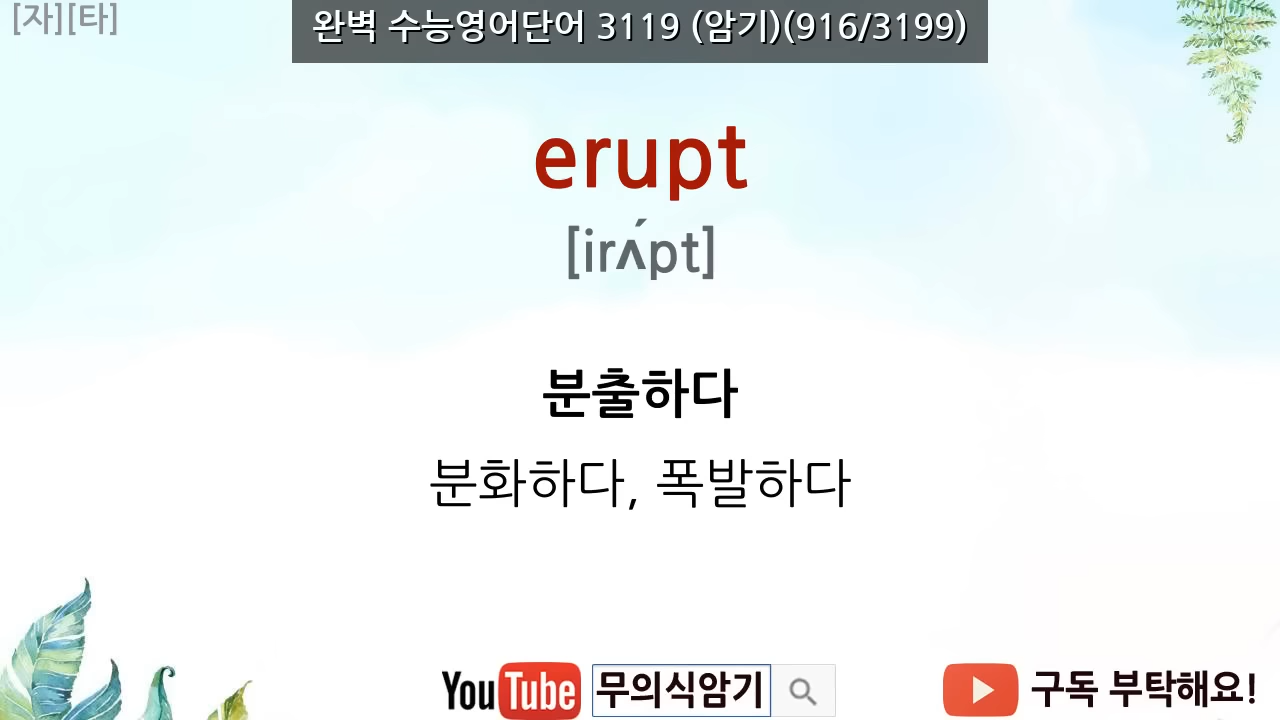 [자][타]
완벽 수능영어단어 3119 (암기)(916/3199)
erupt
[irʌ́pt]
분출하다
분화하다, 폭발하다
YouTube 무의식암기
구독 부탁해요!